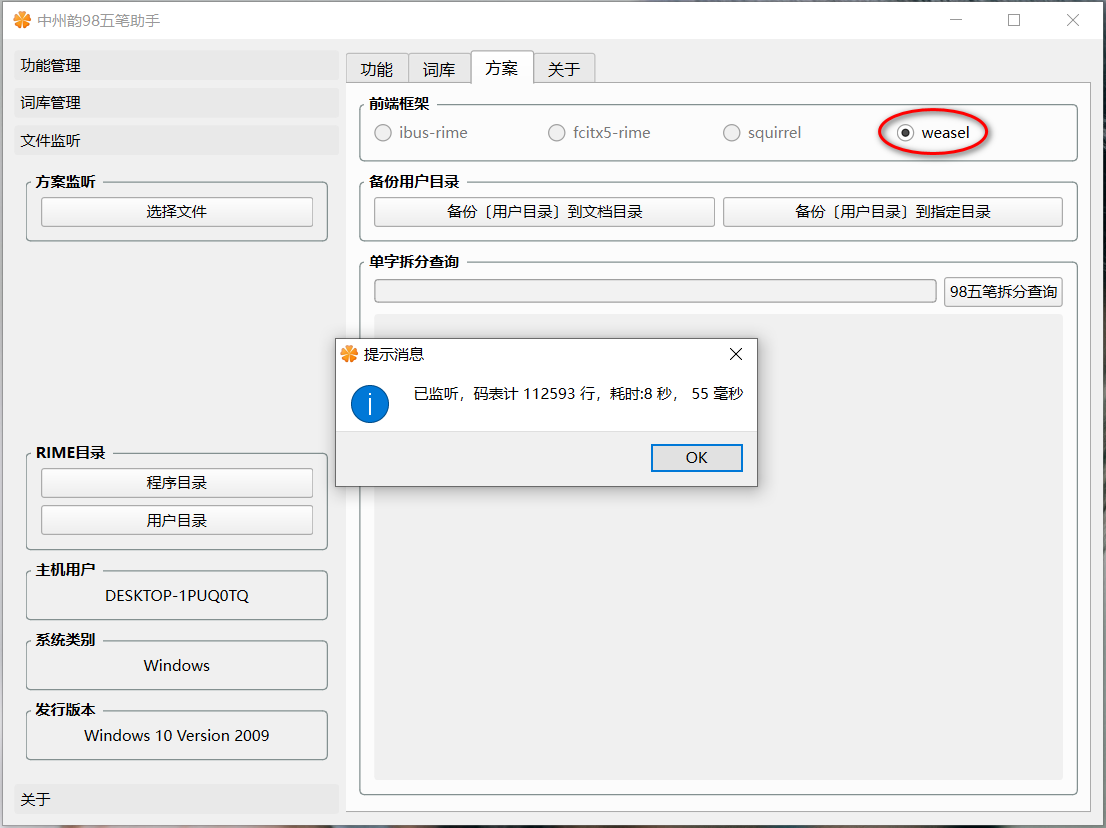 中州韵98五笔助手
功能管理
词库管理
文件监听
方案监听
选择文件
RIME目录
程序目录
用户目录
主机用户
DESKTOP-1PUQ0TQ
系统类别
Windows
发行版本
Windows 10 Version 2009
关于
功能 词库 方案 关于
前端框架
ibus-rime fcitx5-rime squirrel weasel
备份用户目录
备份〔用户目录〕到文档目录 备份〔用户目录〕到指定目录
单字拆分查询
98五笔拆分查询
提示消息
已监听，码表计 112593 行，耗时:8 秒， 55 毫秒
OK